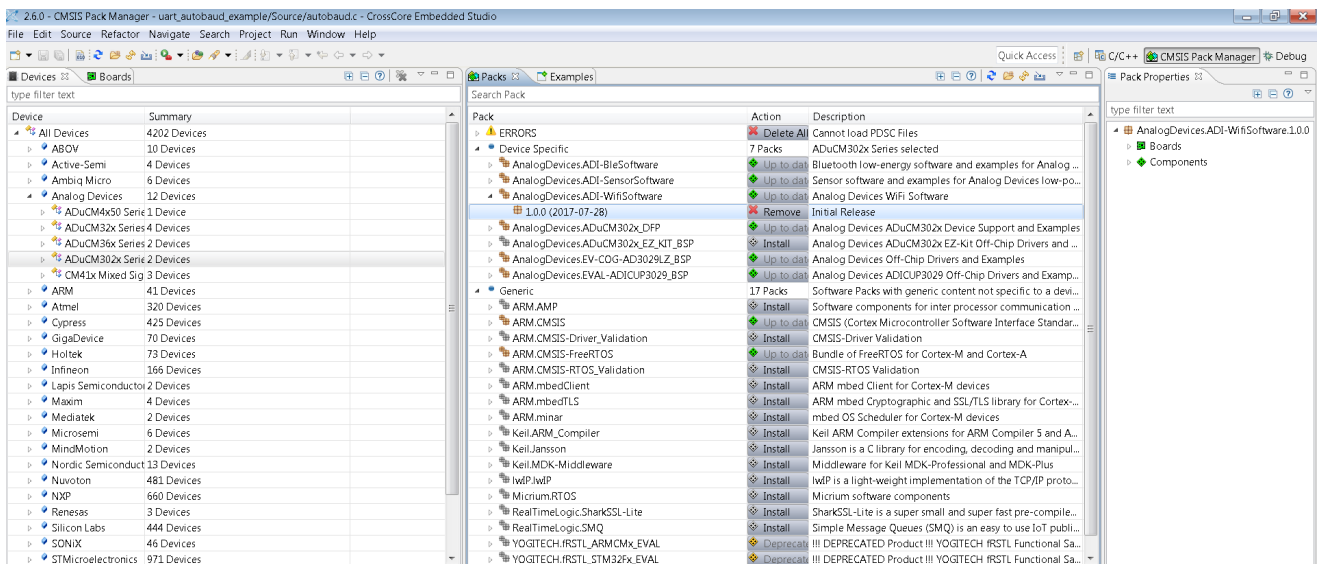 2.6.0 - CMSIS Pack Manager - uart_autobaud_example/Source/autobaud.c - CrossCore Embedded Studio
File Edit Source Refactor Navigate Search Project Run Window Help
Quick Access C/C++ CMSIS Pack Manager Debug
Devices Boards
type filter text
Device Summary
All Devices 4202 Devices
ABOV 10 Devices
Active-Semi 4 Devices
Ambiq Micro 6 Devices
Analog Devices 12 Devices
ADuCM4x50 Serie 1 Device
ADuCM32x Series 4 Devices
ADuCM36x Series 2 Devices
ADuCM302x Serie 2 Devices
CM41x Mixed Sig 3 Devices
ARM 41 Devices
Atmel 320 Devices
Cypress 425 Devices
GigaDevice 70 Devices
Holtek 73 Devices
Infineon 166 Devices
Lapis Semiconductor 2 Devices
Maxim 4 Devices
Mediatek 2 Devices
Microsemi 6 Devices
MindMotion 2 Devices
Nordic Semiconduct 13 Devices
Nuvoton 481 Devices
NXP 660 Devices
Renesas 3 Devices
Silicon Labs 444 Devices
SONiX 46 Devices
STMicroelectronics 971 Devices
Packs Examples
Search Pack
Pack Action Description
ERRORS Delete All Cannot load PDSC Files
Device Specific 7 Packs ADuCM302x Series selected
AnalogDevices.ADI-BleSoftware Up to dat Bluetooth low-energy software and examples for Analog ...
AnalogDevices.ADI-SensorSoftware Up to dat Sensor software and examples for Analog Devices low-po...
AnalogDevices.ADI-WifiSoftware Up to dat Analog Devices WiFi Software
1.0.0 (2017-07-28) Remove Initial Release
AnalogDevices.ADuCM302x_DFP Up to dat Analog Devices ADuCM302x Device Support and Examples
AnalogDevices.ADuCM302x_EZ_KIT_BSP Install Analog Devices ADuCM302x EZ-Kit Off-Chip Drivers and ...
AnalogDevices.EV-COG-AD3029LZ_BSP Up to dat Analog Devices Off-Chip Drivers and Examples
AnalogDevices.EVAL-ADICUP3029_BSP Up to dat Analog Devices ADICUP3029 Off-Chip Drivers and Examp...
Generic 17 Packs Software Packs with generic content not specific to a devi...
ARM.AMP Install Software components for inter processor communication ...
ARM.CMSIS Up to dat CMSIS (Cortex Microcontroller Software Interface Standar...
ARM.CMSIS-Driver_Validation Install CMSIS-Driver Validation
ARM.CMSIS-FreeRTOS Up to dat Bundle of FreeRTOS for Cortex-M and Cortex-A
ARM.CMSIS-RTOS_Validation Install CMSIS-RTOS Validation
ARM.mbedClient Install ARM mbed Client for Cortex-M devices
ARM.mbedTLS Install ARM mbed Cryptographic and SSL/TLS library for Cortex-...
ARM.minar Install mbed OS Scheduler for Cortex-M devices
Keil.ARM_Compiler Install Keil ARM Compiler extensions for ARM Compiler 5 and A...
Keil.Jansson Install Jansson is a C library for encoding, decoding and manipul...
Keil.MDK-Middleware Install Middleware for Keil MDK-Professional and MDK-Plus
lwIP.lwIP Install lwIP is a light-weight implementation of the TCP/IP proto...
Micrium.RTOS Install Micrium software components
RealTimeLogic.SharkSSL-Lite Install SharkSSL-Lite is a super small and super fast pre-compile...
RealTimeLogic.SMQ Install Simple Message Queues (SMQ) is an easy to use IoT publi...
YOGITECH.fRSTL_ARMCMx_EVAL Deprecate !!! DEPRECATED Product !!! YOGITECH fRSTL Functional Sa...
YOGITECH.fRSTL_STM32Fx_EVAL Deprecate !!! DEPRECATED Product !!! YOGITECH fRSTL Functional Sa...
Pack Properties
type filter text
AnalogDevices.ADI-WifiSoftware.1.0.0
Boards
Components